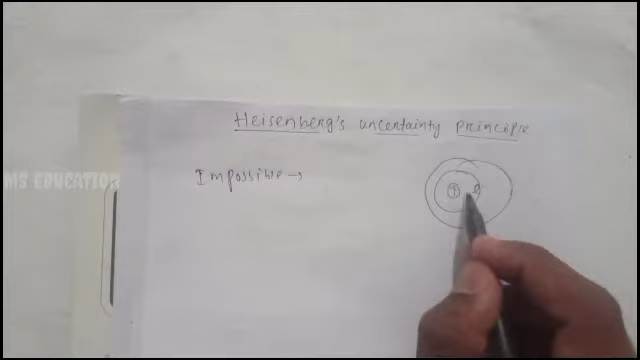 Heisenberg's uncertainty principle
MS EDUCATION
Impossible →